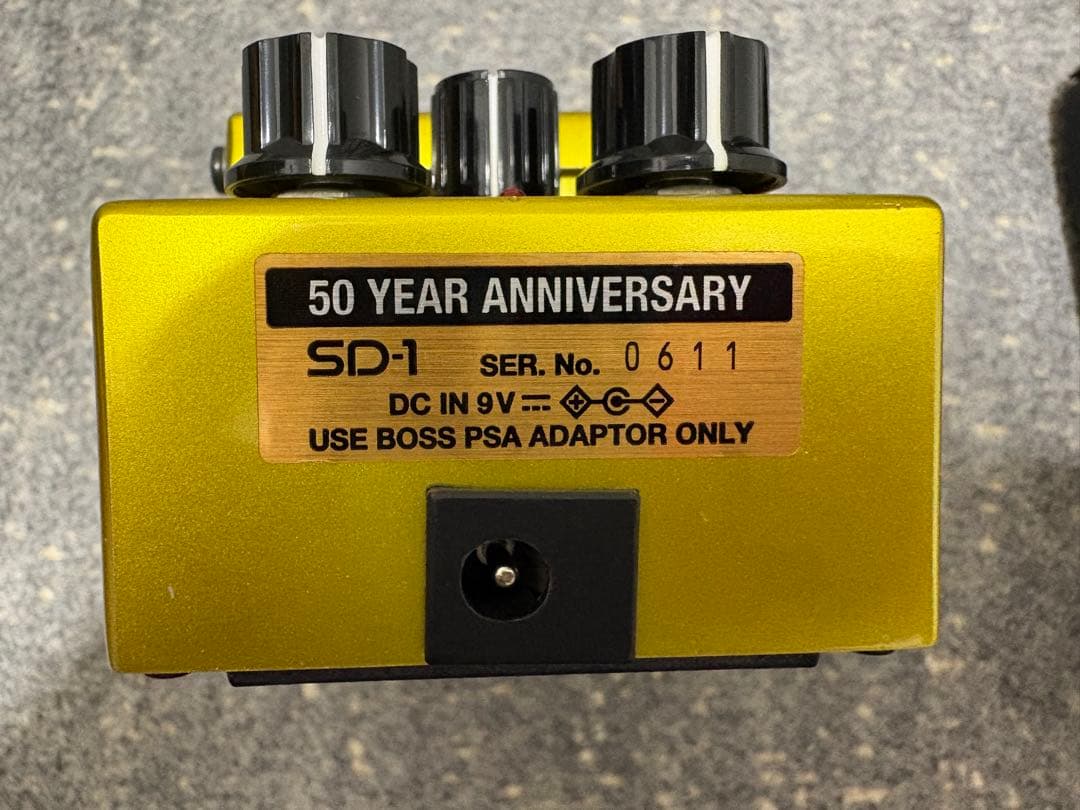 50 YEAR ANNIVERSARY
SD-1 SER. No. 0611
DC IN 9V
USE BOSS PSA ADAPTOR ONLY